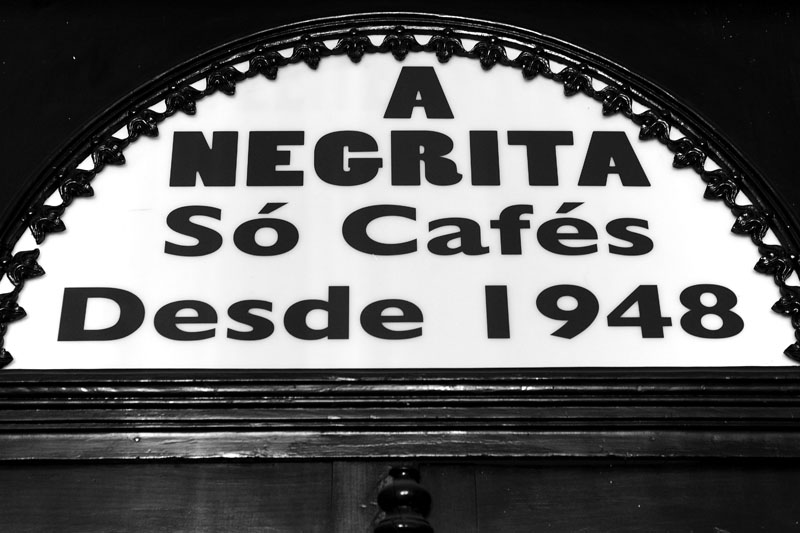 A
NEGRITA
Só Cafés
Desde 1948